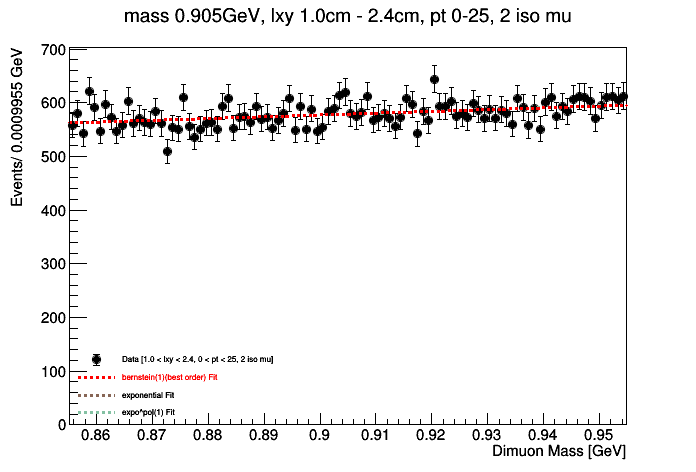 mass 0.905GeV, lxy 1.0cm - 2.4cm, pt 0-25, 2 iso mu
Events/ 0.0009955 GeV
700
600
500
400
300
200
100
0
Data [1.0 < lxy < 2.4, 0 < pt < 25, 2 iso mu]
bernstein(1)(best order) Fit
exponential Fit
expo^pol(1) Fit
0.86 0.87 0.88 0.89 0.9 0.91 0.92 0.93 0.94 0.95
Dimuon Mass [GeV]